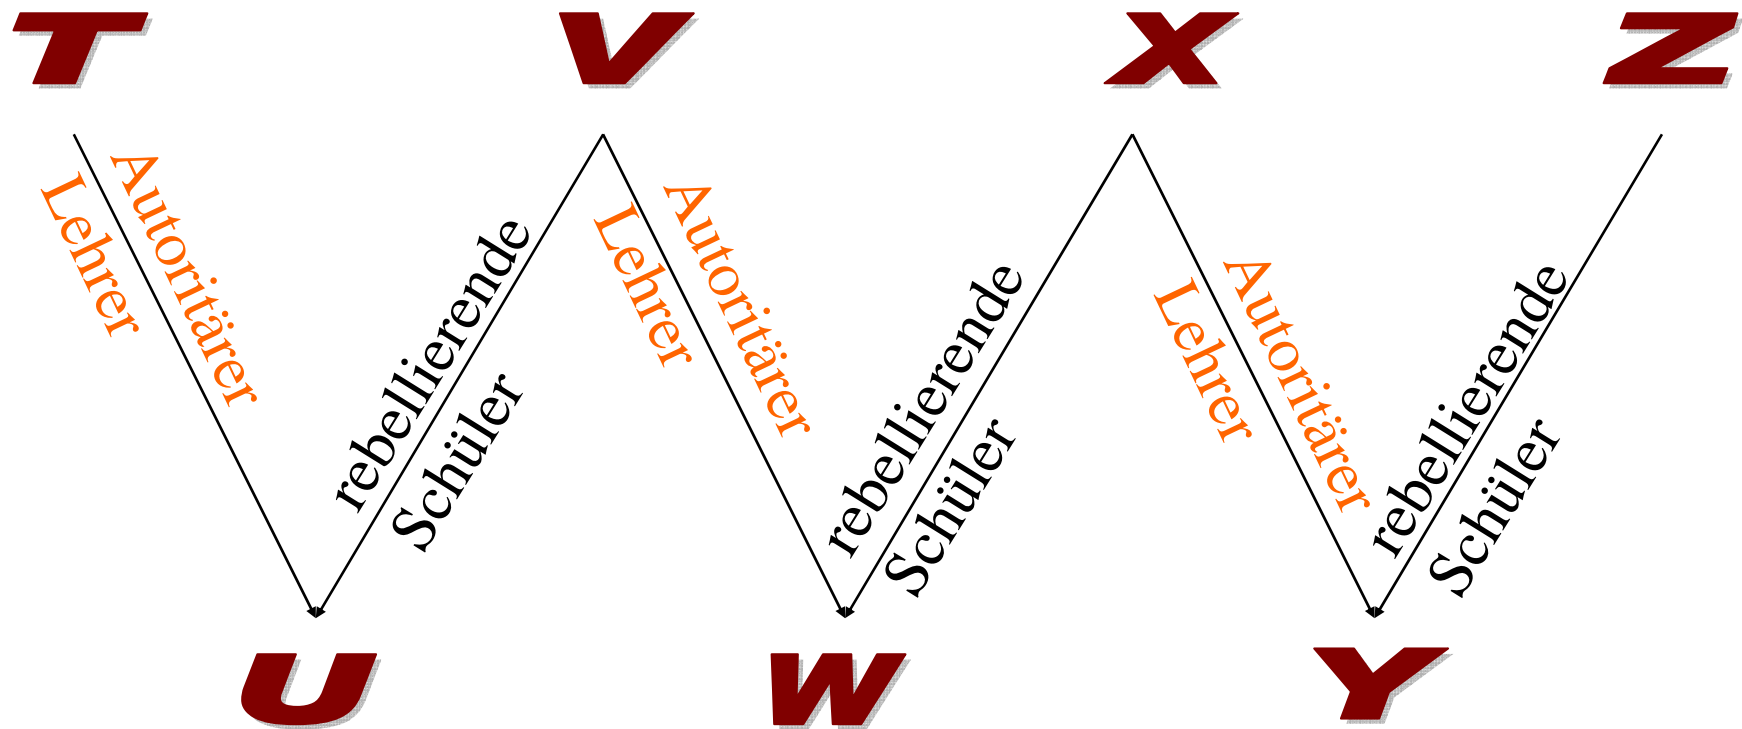 T
V
X
Z
Autoritärer
Lehrer
rebellierende
Schüler
Autoritärer
Lehrer
rebellierende
Schüler
Autoritärer
Lehrer
rebellierende
Schüler
U
W
Y